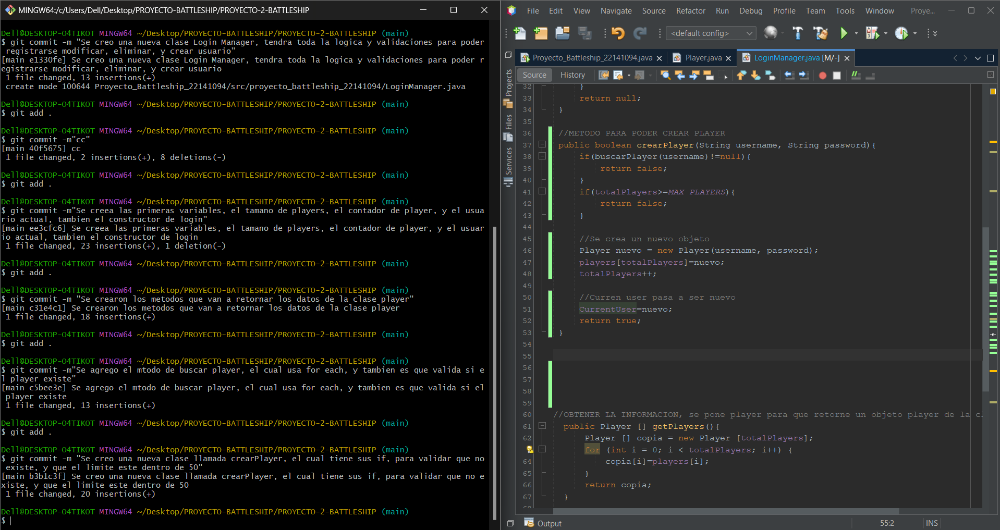 MINGW64:/c/Users/Dell/Desktop/PROYECTO-BATTLESHIP/PROYECTO-2-BATTLESHIP
Dell@DESKTOP-O4TIKOT MINGW64 ~/Desktop/PROYECTO-BATTLESHIP/PROYECTO-2-BATTLESHIP (main)
$ git commit -m "Se creo una nueva clase Login Manager, tendra toda la logica y validaciones para poder
registrarse modificar, eliminar, y crear usuario"
[main e1330fe] Se creo una nueva clase Login Manager, tendra toda la logica y validaciones para poder r
egistrarse modificar, eliminar, y crear usuario
1 file changed, 13 insertions(+)
create mode 100644 Proyecto_Battleship_22141094/src/proyecto_battleship_22141094/LoginManager.java
Dell@DESKTOP-O4TIKOT MINGW64 ~/Desktop/PROYECTO-BATTLESHIP/PROYECTO-2-BATTLESHIP (main)
$ git add .
Dell@DESKTOP-O4TIKOT MINGW64 ~/Desktop/PROYECTO-BATTLESHIP/PROYECTO-2-BATTLESHIP (main)
$ git commit -m"cc"
[main 40f5675] cc
1 file changed, 2 insertions(+), 8 deletions(-)
Dell@DESKTOP-O4TIKOT MINGW64 ~/Desktop/PROYECTO-BATTLESHIP/PROYECTO-2-BATTLESHIP (main)
$ git add .
Dell@DESKTOP-O4TIKOT MINGW64 ~/Desktop/PROYECTO-BATTLESHIP/PROYECTO-2-BATTLESHIP (main)
$ git commit -m"Se creea las primeras variables, el tamano de players, el contador de player, y el usua
rio actual, tambien el constructor de login"
[main ee3cfc6] Se creea las primeras variables, el tamano de players, el contador de player, y el usuar
io actual, tambien el constructor de login
1 file changed, 23 insertions(+), 1 deletion(-)
Dell@DESKTOP-O4TIKOT MINGW64 ~/Desktop/PROYECTO-BATTLESHIP/PROYECTO-2-BATTLESHIP (main)
$ git add .
Dell@DESKTOP-O4TIKOT MINGW64 ~/Desktop/PROYECTO-BATTLESHIP/PROYECTO-2-BATTLESHIP (main)
$ git commit -m "Se crearon los metodos que van a retornar los datos de la clase player"
[main c31e4c1] Se crearon los metodos que van a retornar los datos de la clase player
1 file changed, 18 insertions(+)
Dell@DESKTOP-O4TIKOT MINGW64 ~/Desktop/PROYECTO-BATTLESHIP/PROYECTO-2-BATTLESHIP (main)
$ git add .
Dell@DESKTOP-O4TIKOT MINGW64 ~/Desktop/PROYECTO-BATTLESHIP/PROYECTO-2-BATTLESHIP (main)
$ git commit -m"Se agrego el mtodo de buscar player, el cual usa for each, y tambien es que valida si e
l player existe"
[main c5bee3e] Se agrego el mtodo de buscar player, el cual usa for each, y tambien es que valida si el
player existe
1 file changed, 13 insertions(+)
Dell@DESKTOP-O4TIKOT MINGW64 ~/Desktop/PROYECTO-BATTLESHIP/PROYECTO-2-BATTLESHIP (main)
$ git add .
Dell@DESKTOP-O4TIKOT MINGW64 ~/Desktop/PROYECTO-BATTLESHIP/PROYECTO-2-BATTLESHIP (main)
$ git commit -m "Se creo una nueva clase llamada crearPlayer, el cual tiene sus if, para validar que no
existe, y que el limite este dentro de 50"
[main b3b1c3f] Se creo una nueva clase llamada crearPlayer, el cual tiene sus if, para validar que no e
xiste, y que el limite este dentro de 50
1 file changed, 20 insertions(+)
Dell@DESKTOP-O4TIKOT MINGW64 ~/Desktop/PROYECTO-BATTLESHIP/PROYECTO-2-BATTLESHIP (main)
$
File Edit View Navigate Source Refactor Run Debug Profile Team Tools Window Proye...
<default config>
Proyecto_Battleship_22141094.java Player.java LoginManager.java [M/-]
Source History
Projects
Files
Services
32 }
33 return null;
34 }
35
36 //METODO PARA PODER CREAR PLAYER
37 public boolean crearPlayer(String username, String password){
38 if(buscarPlayer(username)!=null){
39 return false;
40 }
41 if(totalPlayers>=MAX_PLAYERS){
42 return false;
43 }
44
45 //Se crea un nuevo objeto
46 Player nuevo = new Player(username, password);
47 players[totalPlayers]=nuevo;
48 totalPlayers++;
49
50 //Curren user pasa a ser nuevo
51 CurrentUser=nuevo;
52 return true;
53 }
54
55
56
57
58
59
60 //OBTENER LA INFORMACION, se pone player para que retorne un objeto player de la cl
61 public Player [] getPlayers(){
62 Player [] copia = new Player [totalPlayers];
for (int i = 0; i < totalPlayers; i++) {
64 copia[i]=players[i];
65 }
66 return copia;
67 }
68
Output
55:2 INS